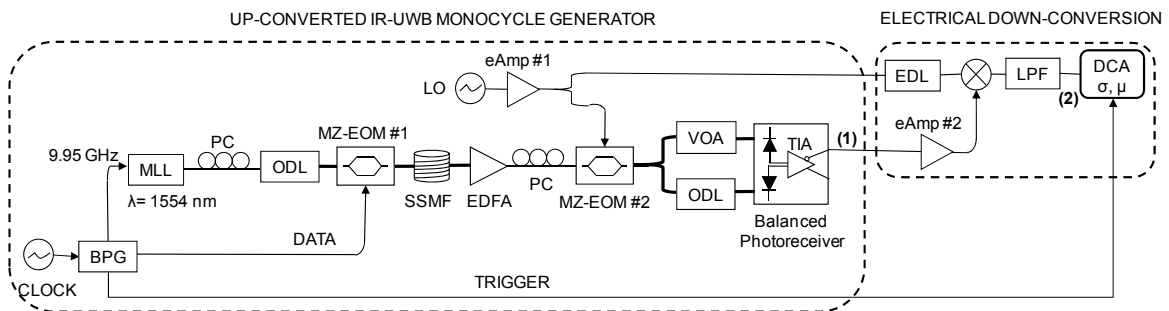 UP-CONVERTED IR-UWB MONOCYCLE GENERATOR
ELECTRICAL DOWN-CONVERSION
eAmp #1
LO
EDL
LPF
DCA
σ, μ
(2)
eAmp #2
9.95 GHz
PC
MLL
λ= 1554 nm
ODL
MZ-EOM #1
SSMF
EDFA
PC
MZ-EOM #2
VOA
ODL
TIA
(1)
Balanced
Photoreceiver
DATA
BPG
CLOCK
TRIGGER